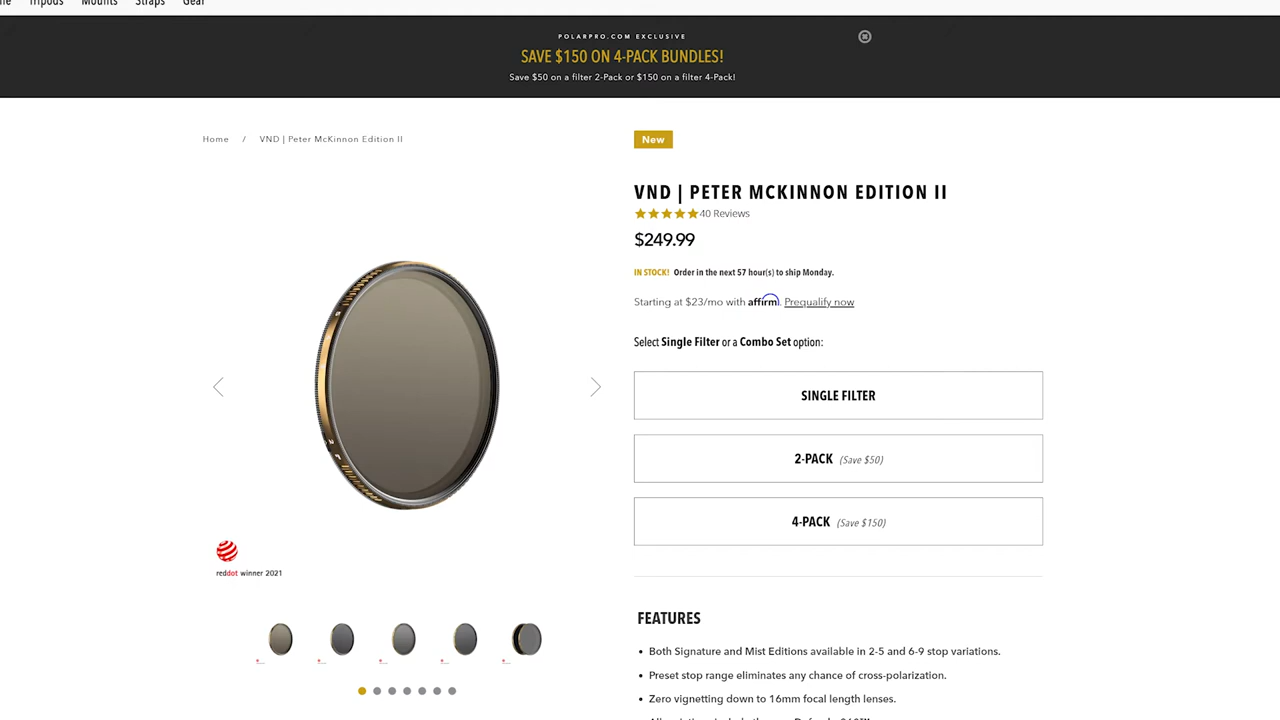 Tripods Mounts Straps Gear
POLARPRO.COM EXCLUSIVE
SAVE $150 ON 4-PACK BUNDLES!
Save $50 on a filter 2-Pack or $150 on a filter 4-Pack!
Home / VND | Peter McKinnon Edition II
New
VND | PETER MCKINNON EDITION II
40 Reviews
$249.99
IN STOCK! Order in the next 57 hour(s) to ship Monday.
Starting at $23/mo with affirm. Prequalify now
Select Single Filter or a Combo Set option:
SINGLE FILTER
2-PACK (Save $50)
4-PACK (Save $150)
reddot winner 2021
FEATURES
• Both Signature and Mist Editions available in 2-5 and 6-9 stop variations.
• Preset stop range eliminates any chance of cross-polarization.
• Zero vignetting down to 16mm focal length lenses.